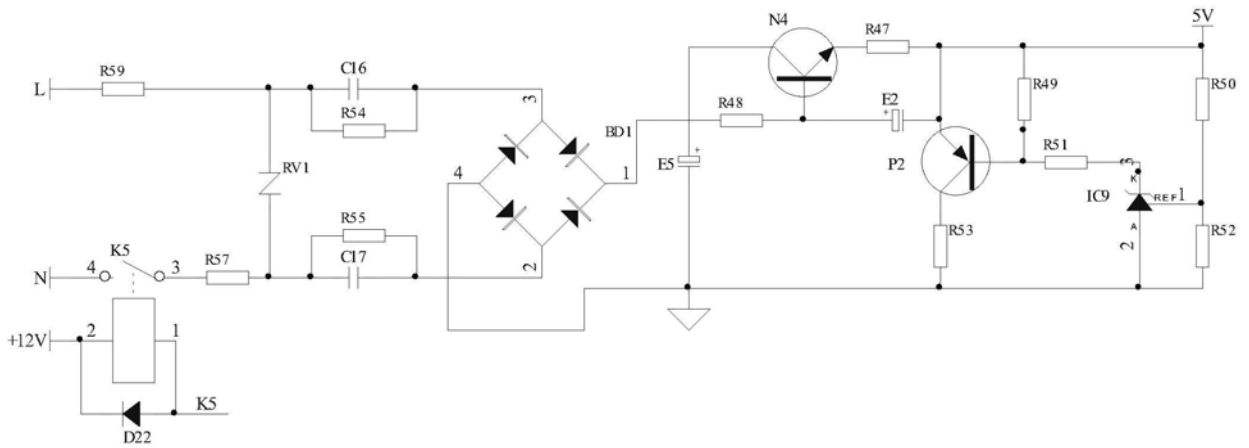 5V
N4
R47
R59
C16
R54
3
R49
R50
L
R48
E2
+
BD1
R51
RV1
4
1
E5
+
P2
3
K
IC9
REF
1
R55
A
2
R53
R52
C17
2
K5
R57
N
4
3
+12V
2
1
K5
D22